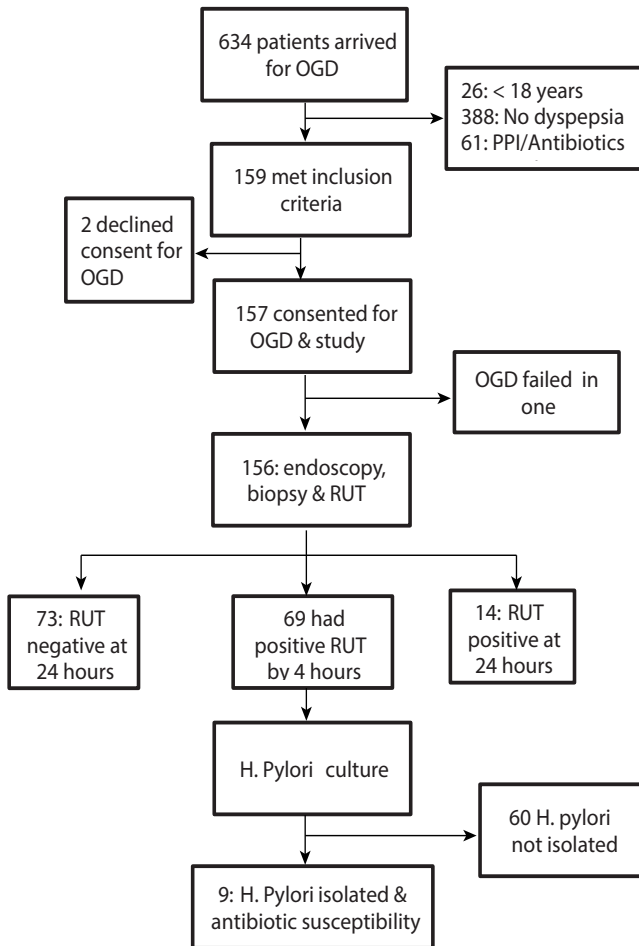 634 patients arrived
for OGD
26: < 18 years
388: No dyspepsia
61: PPI/Antibiotics
159 met inclusion
criteria
2 declined
consent for
OGD
157 consented for
OGD & study
OGD failed in
one
156: endoscopy,
biopsy & RUT
73: RUT
negative at
24 hours
69 had
positive RUT
by 4 hours
14: RUT
positive at
24 hours
H. Pylori culture
60 H. pylori
not isolated
9: H. Pylori isolated &
antibiotic susceptibility